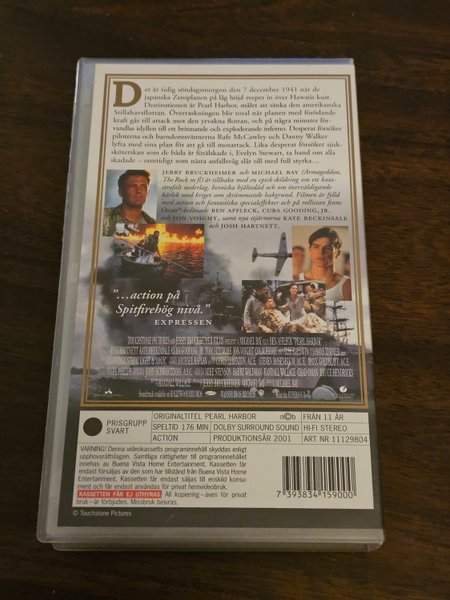 Det är tidig söndagsmorgon den 7 december 1941 när de
japanska Zeroplanen på låg höjd sveper in över Hawaiis kust.
Destinationen är Pearl Harbor, målet att sänka den amerikanska
Stillahavsflottan. Överraskningen blir total när planen med förödande
kraft går till attack mot den yrvakna flottan, och på några minuter för-
vandlas idyllen till ett brinnande och exploderande inferno. Desperat försöker
piloterna och barndomsvännerna Rafe McCawley och Danny Walker
lyfta med sina plan för att gå till motattack. Lika desperat försöker sjuk-
sköterskan som de båda är förälskade i, Evelyn Stewart, ta hand om alla
skadade – samtidigt som nästa anfallsvåg slår till med full styrka...
JERRY BRUCKHEIMER och MICHAEL BAY (Armageddon,
The Rock m fl) är tillbaka med en episk skildring om ett kata-
strofalt nederlag, heroiska hjältedåd och om överväldigande
kärlek med kriget som skrämmande bakgrund. Filmen är fylld
med action och fantastiska specialeffekter och på rollistan finns
Oscar-belönade BEN AFFLECK, CUBA GOODING, JR.
och JON VOIGHT, samt nya stjärnorna KATE BECKINSALE
och JOSH HARTNETT.
"...action på
Spitfirehög nivå."
EXPRESSEN
PRISGRUPP
SVART
ORIGINALTITEL PEARL HARBOR
FRÅN 11 ÅR
SPELTID 176 MIN
DOLBY SURROUND SOUND
HI-FI STEREO
ACTION
PRODUKTIONSÅR 2001
ART NR 11129804
VARNING! Denna videokassetts programinnehåll skyddas enligt
upphovsrättslagen. Samtliga rättigheter till programinnehållet
innehas av Buena Vista Home Entertainment. Kassetten får
endast försäljas av den som har tillstånd från Buena Vista Home
Entertainment. Kassetten får endast försäljas till enskild konsu-
ment och får endast användas för privat hemvideobruk.
KASSETTEN FÅR EJ UTHYRAS. All kopiering – även för privat
bruk – är förbjuden. Missbruk beivras.
© Touchstone Pictures
7 393834 159000